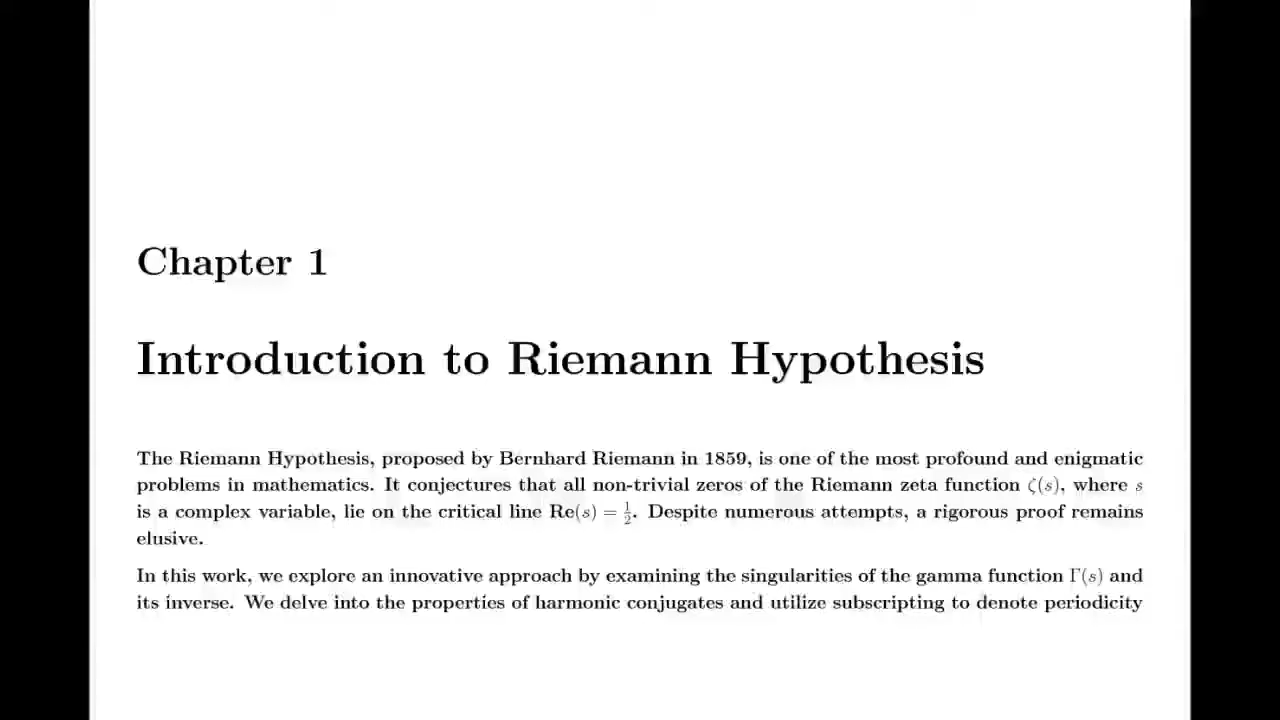 Chapter 1
Introduction to Riemann Hypothesis
The Riemann Hypothesis, proposed by Bernhard Riemann in 1859, is one of the most profound and enigmatic
problems in mathematics. It conjectures that all non-trivial zeros of the Riemann zeta function ζ(s), where s
is a complex variable, lie on the critical line Re(s) = 1/2. Despite numerous attempts, a rigorous proof remains
elusive.
In this work, we explore an innovative approach by examining the singularities of the gamma function Γ(s) and
its inverse. We delve into the properties of harmonic conjugates and utilize subscripting to denote periodicity